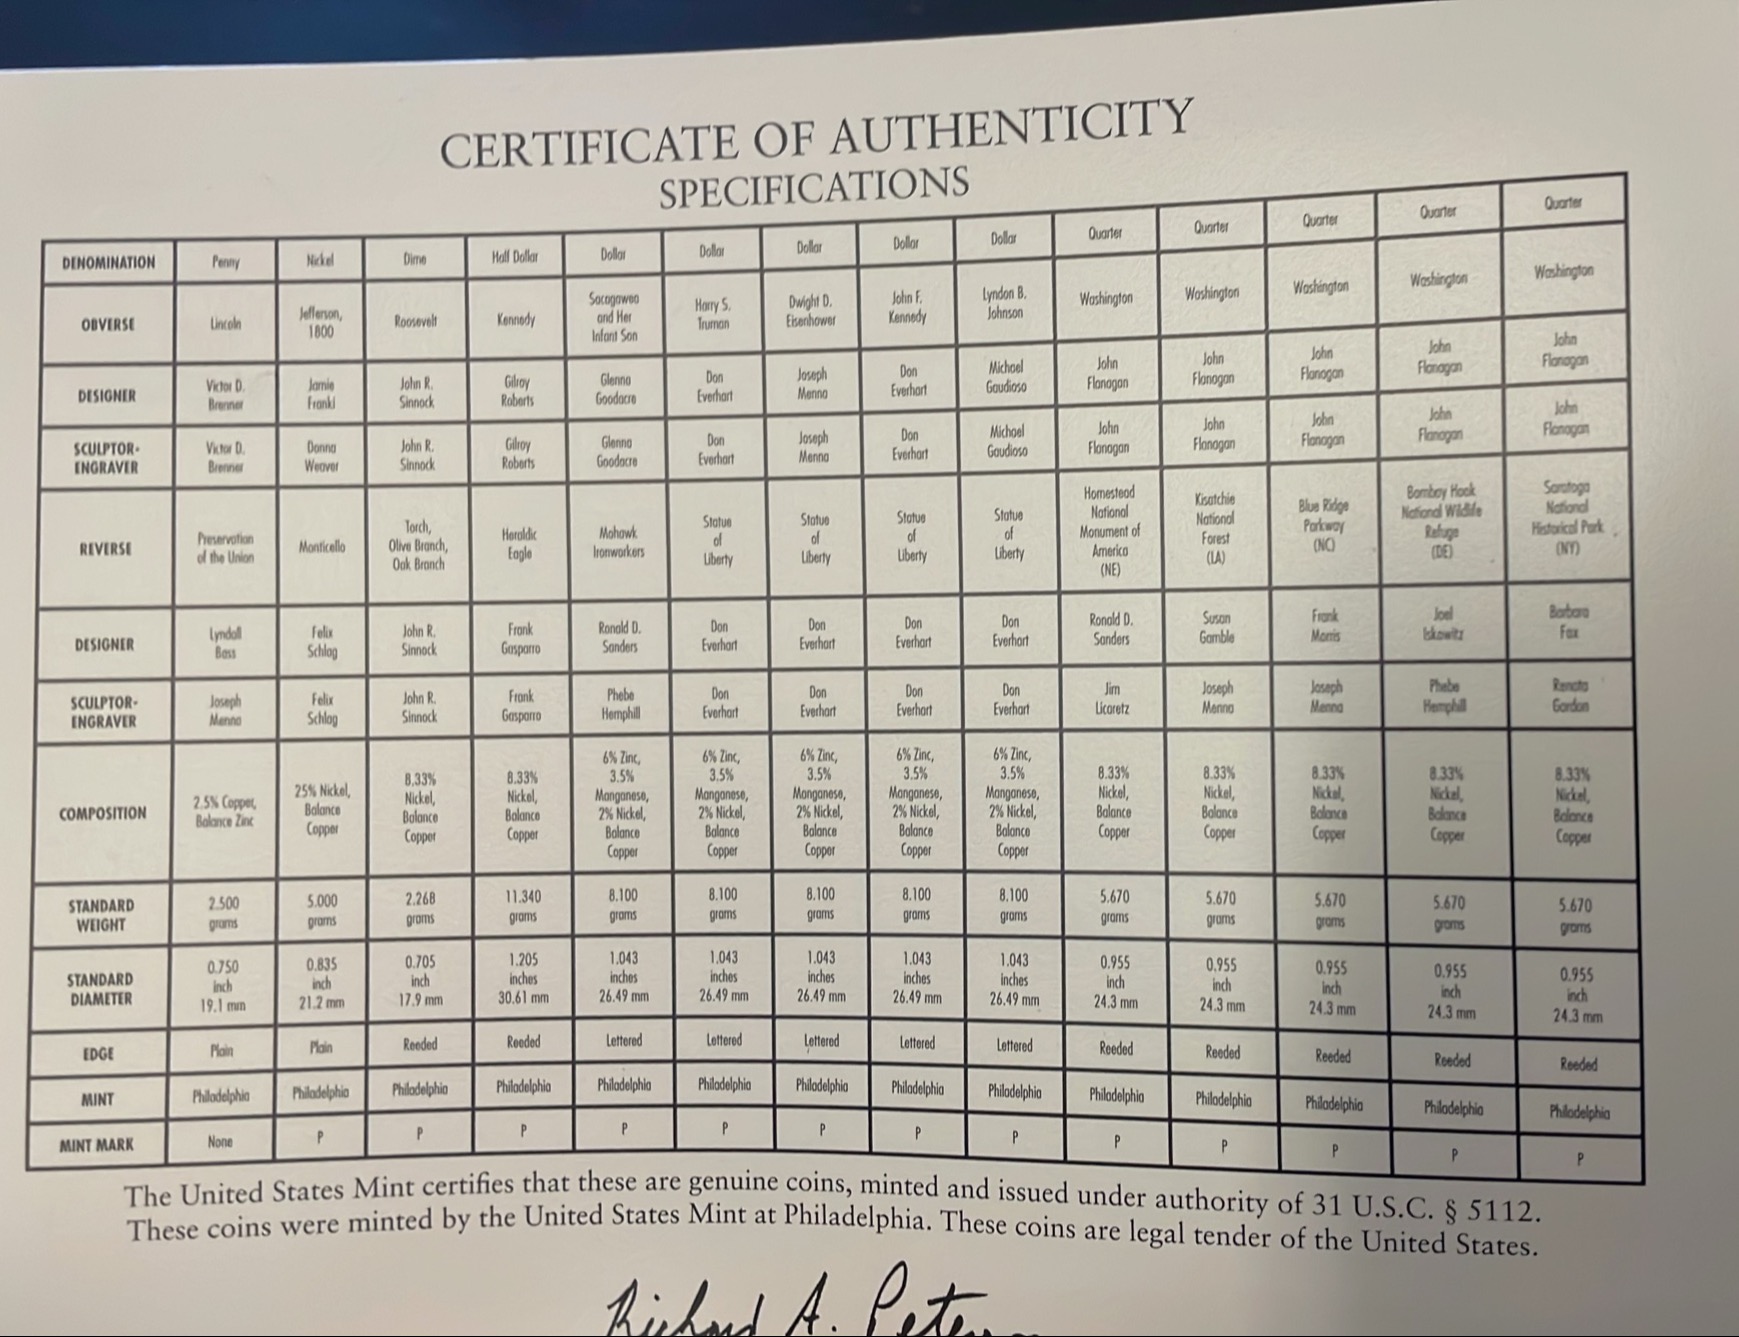 CERTIFICATE OF AUTHENTICITY
SPECIFICATIONS
DENOMINATION Penny Nickel Dime Half Dollar Dollar Dollar Dollar Dollar Dollar Quarter Quarter Quarter Quarter Quarter
OBVERSE Lincoln Jefferson, 1800 Roosevelt Kennedy Sacagawea and Her Infant Son Harry S. Truman Dwight D. Eisenhower John F. Kennedy Lyndon B. Johnson Washington Washington Washington Washington Washington
DESIGNER Victor D. Brenner Jamie Franki John R. Sinnock Gilroy Roberts Glenna Goodacre Don Everhart Joseph Menna Don Everhart Michael Gaudioso John Flanagan John Flanagan John Flanagan John Flanagan John Flanagan
SCULPTOR-ENGRAVER Victor D. Brenner Donna Weaver John R. Sinnock Gilroy Roberts Glenna Goodacre Don Everhart Joseph Menna Don Everhart Michael Gaudioso John Flanagan John Flanagan John Flanagan John Flanagan John Flanagan
REVERSE Preservation of the Union Monticello Torch, Olive Branch, Oak Branch Heraldic Eagle Mohawk Ironworkers Statue of Liberty Statue of Liberty Statue of Liberty Statue of Liberty Homestead National Monument of America (NE) Kisatchie National Forest (LA) Blue Ridge Parkway (NC) Bombay Hook National Wildlife Refuge (DE) Saratoga National Historical Park (NY)
DESIGNER Lyndall Bass Felix Schlag John R. Sinnock Frank Gasparro Ronald D. Sanders Don Everhart Don Everhart Don Everhart Don Everhart Ronald D. Sanders Susan Gamble Frank Morris Joel Iskowitz Barbara Fox
SCULPTOR-ENGRAVER Joseph Menna Felix Schlag John R. Sinnock Frank Gasparro Phebe Hemphill Don Everhart Don Everhart Don Everhart Don Everhart Jim Licaretz Joseph Menna Joseph Menna Phebe Hemphill Renata Gordon
COMPOSITION 2.5% Copper, Balance Zinc 25% Nickel, Balance Copper 8.33% Nickel, Balance Copper 8.33% Nickel, Balance Copper 6% Zinc, 3.5% Manganese, 2% Nickel, Balance Copper 6% Zinc, 3.5% Manganese, 2% Nickel, Balance Copper 6% Zinc, 3.5% Manganese, 2% Nickel, Balance Copper 6% Zinc, 3.5% Manganese, 2% Nickel, Balance Copper 6% Zinc, 3.5% Manganese, 2% Nickel, Balance Copper 8.33% Nickel, Balance Copper 8.33% Nickel, Balance Copper 8.33% Nickel, Balance Copper 8.33% Nickel, Balance Copper 8.33% Nickel, Balance Copper
STANDARD WEIGHT 2.500 grams 5.000 grams 2.268 grams 11.340 grams 8.100 grams 8.100 grams 8.100 grams 8.100 grams 8.100 grams 5.670 grams 5.670 grams 5.670 grams 5.670 grams 5.670 grams
STANDARD DIAMETER 0.750 inch 19.1 mm 0.835 inch 21.2 mm 0.705 inch 17.9 mm 1.205 inches 30.61 mm 1.043 inches 26.49 mm 1.043 inches 26.49 mm 1.043 inches 26.49 mm 1.043 inches 26.49 mm 1.043 inches 26.49 mm 0.955 inch 24.3 mm 0.955 inch 24.3 mm 0.955 inch 24.3 mm 0.955 inch 24.3 mm 0.955 inch 24.3 mm
EDGE Plain Plain Reeded Reeded Lettered Lettered Lettered Lettered Lettered Reeded Reeded Reeded Reeded Reeded
MINT Philadelphia Philadelphia Philadelphia Philadelphia Philadelphia Philadelphia Philadelphia Philadelphia Philadelphia Philadelphia Philadelphia Philadelphia Philadelphia Philadelphia
MINT MARK None P P P P P P P P P P P P P
The United States Mint certifies that these are genuine coins, minted and issued under authority of 31 U.S.C. § 5112.
These coins were minted by the United States Mint at Philadelphia. These coins are legal tender of the United States.
Richard A.